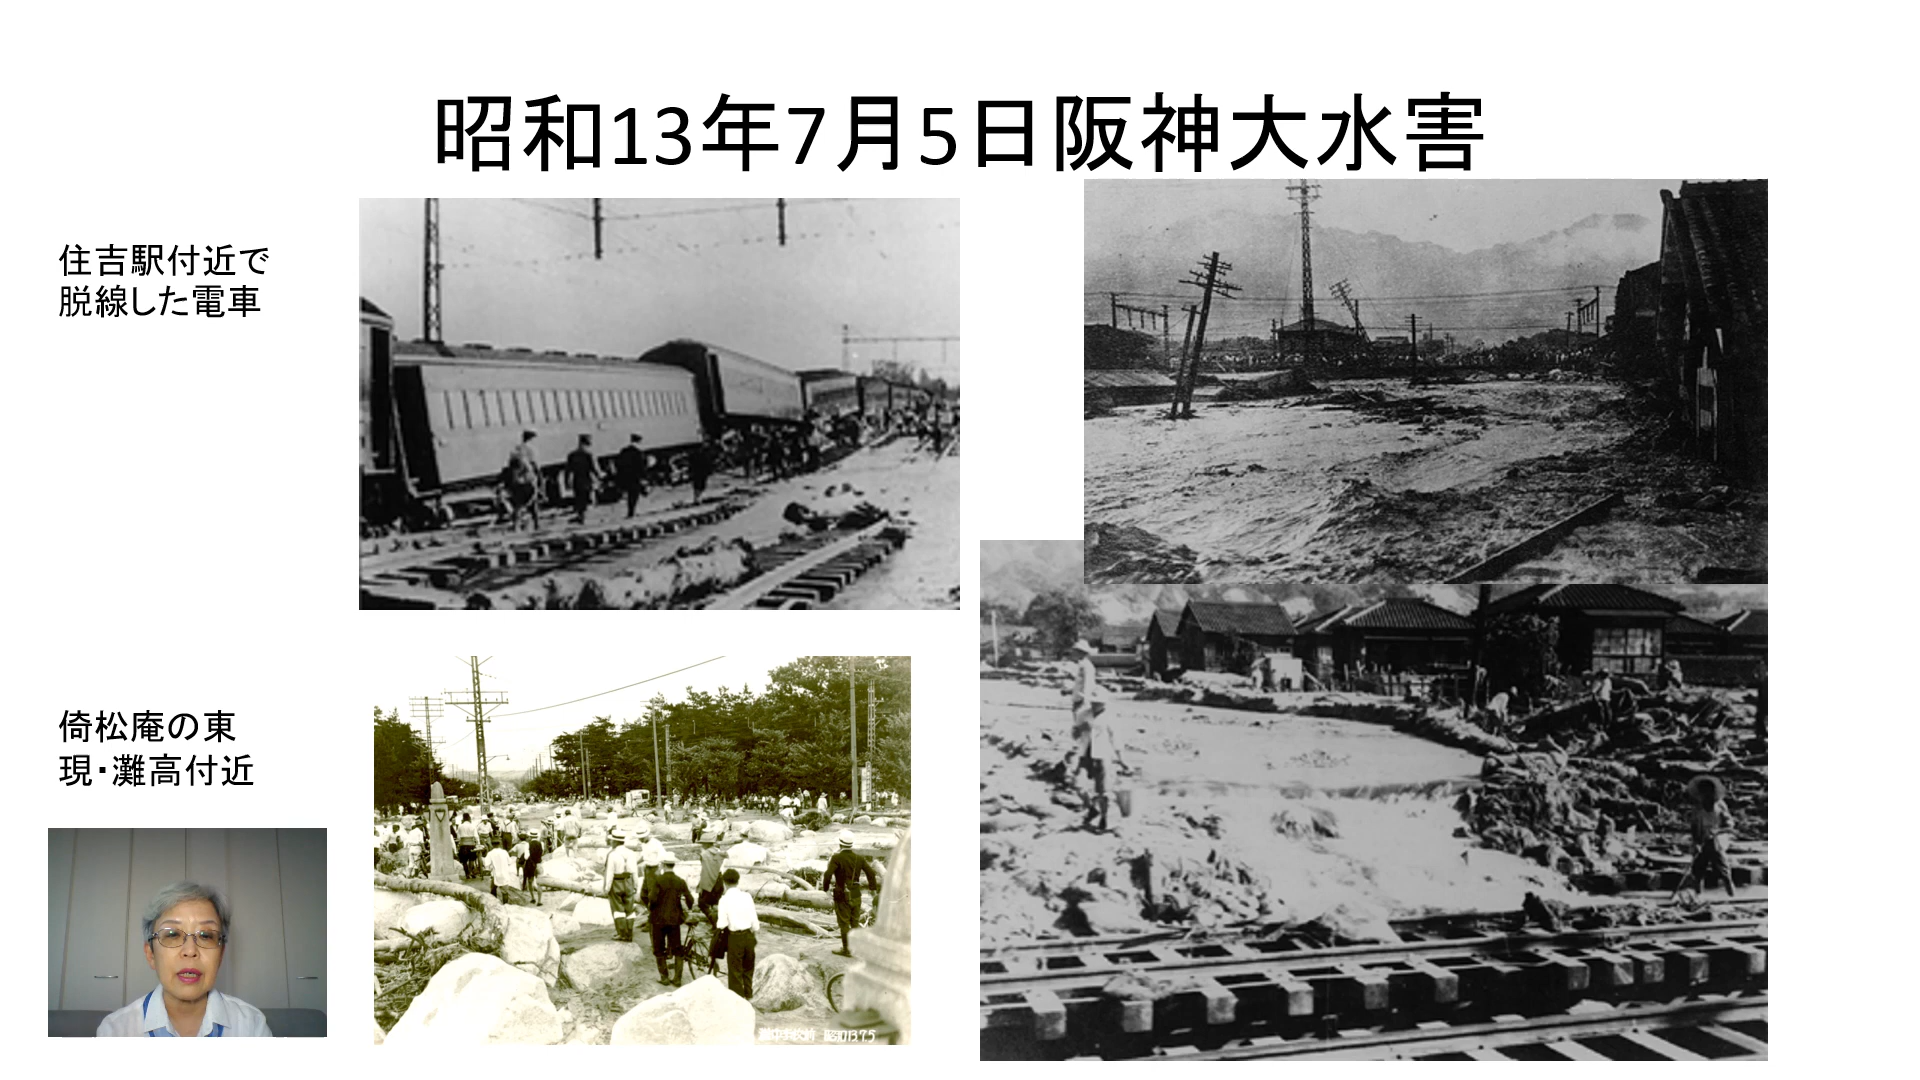 昭和13年7月5日阪神大水害
住吉駅付近で
脱線した電車
倚松庵の東
現・灘高付近